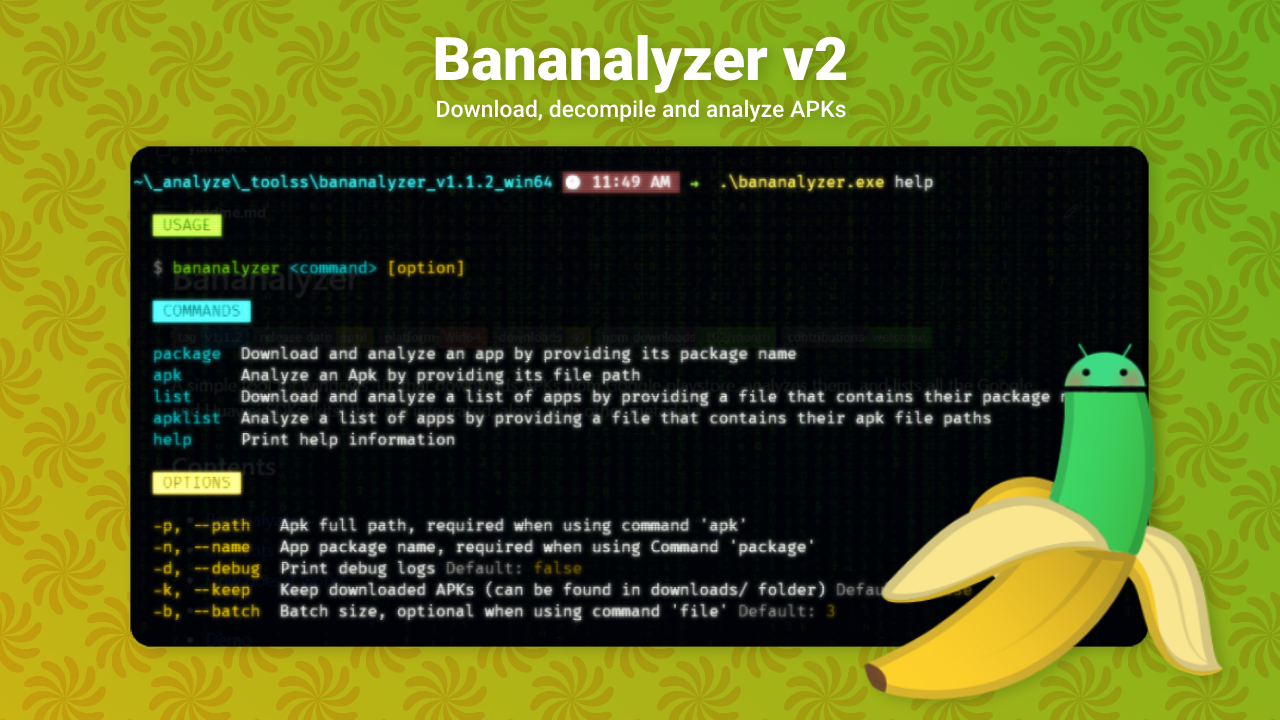 Bananalyzer v2
Download, decompile and analyze APKs
~\_analyze\_toolss\bananalyzer_v1.1.2_win64 11:49 AM → .\bananalyzer.exe help
readme.md
USAGE
$ bananalyzer <command> [option]
Bananalyzer
COMMANDS
package Download and analyze an app by providing its package name
apk Analyze an Apk by providing its file path
list Download and analyze a list of apps by providing a file that contains their package
apklist Analyze a list of apps by providing a file that contains their apk file paths
help Print help information
Contents
OPTIONS
-p, --path Apk full path, required when using command 'apk'
-n, --name App package name, required when using Command 'package'
-d, --debug Print debug logs Default: false
-k, --keep Keep downloaded APKs (can be found in downloads/ folder)
-b, --batch Batch size, optional when using command 'file' Default: 3